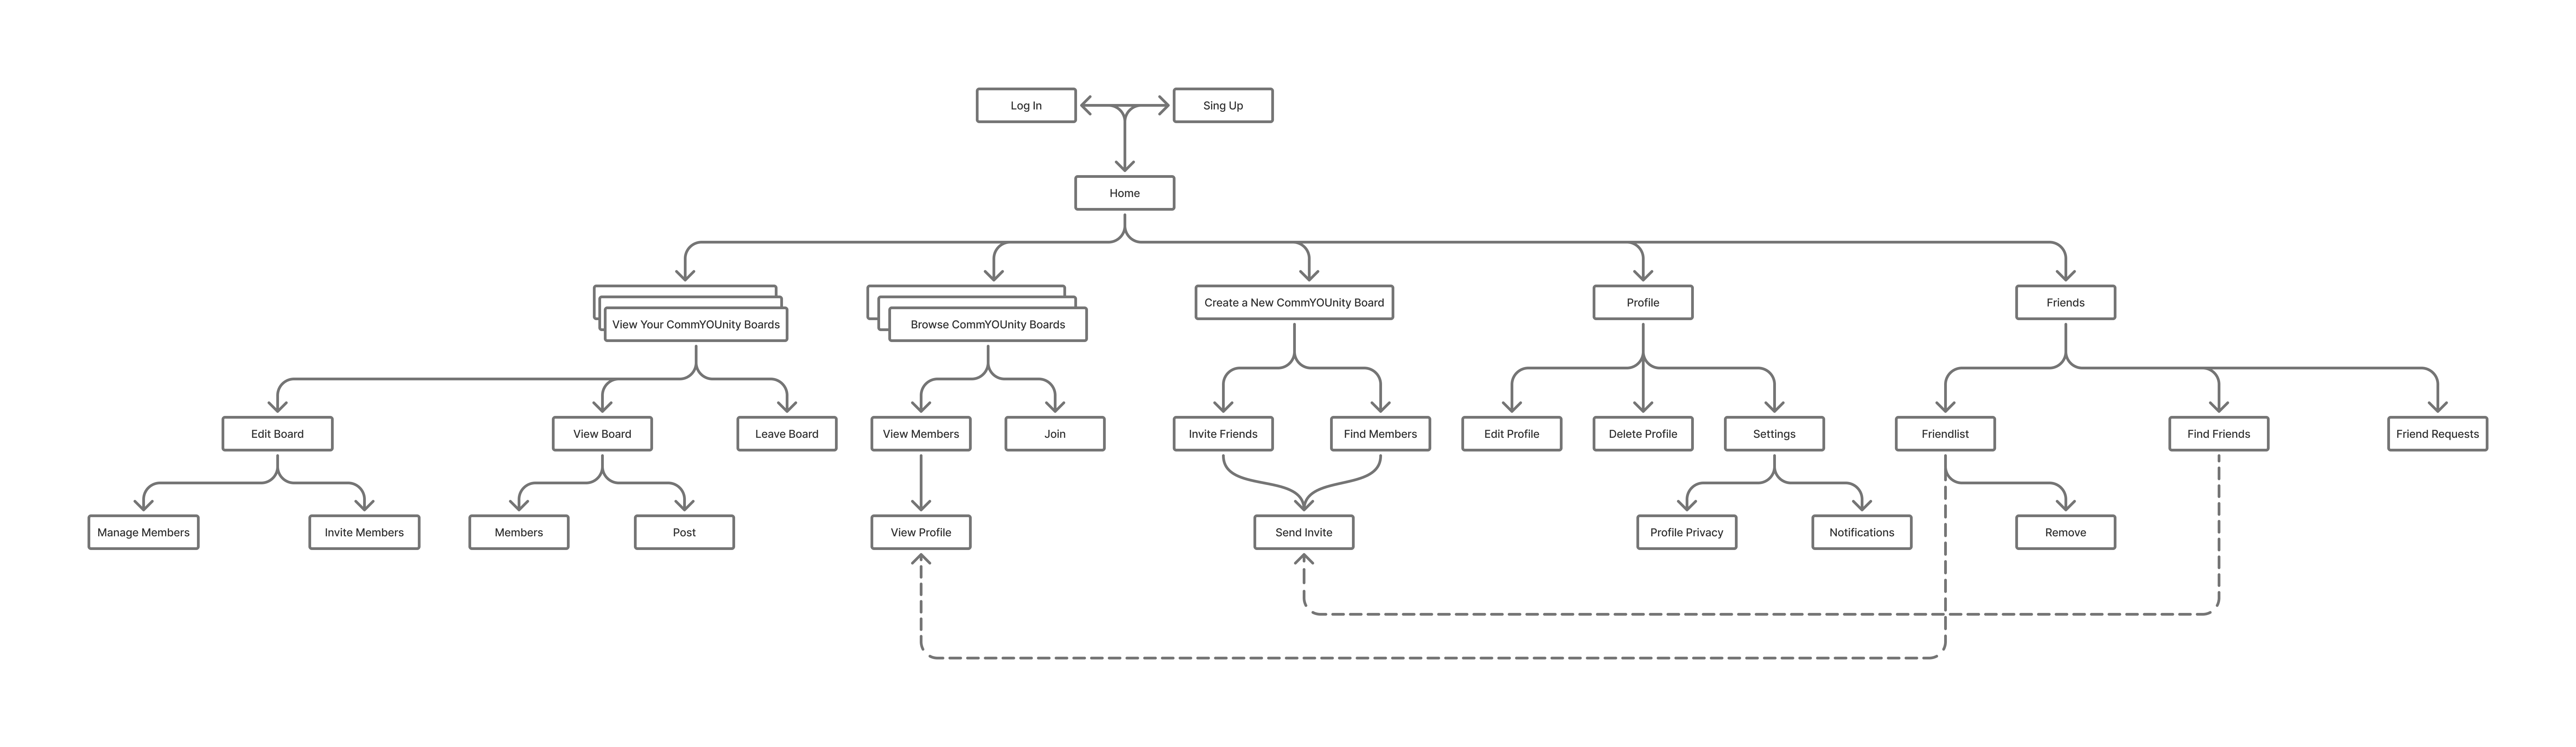 Log In
Sing Up
Home
View Your CommYOUnity Boards
Browse CommYOUnity Boards
Create a New CommYOUnity Board
Profile
Friends
Edit Board
View Board
Leave Board
View Members
Join
Invite Friends
Find Members
Edit Profile
Delete Profile
Settings
Friendlist
Find Friends
Friend Requests
Manage Members
Invite Members
Members
Post
View Profile
Send Invite
Profile Privacy
Notifications
Remove